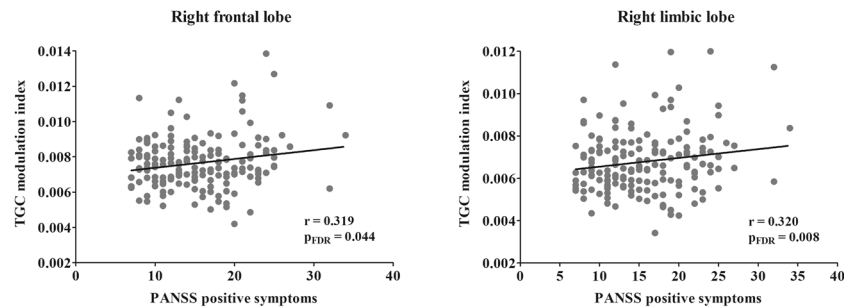 Right frontal lobe
TGC modulation index
0.014
0.012
0.010
0.008
0.006
0.004
0.002
r = 0.319
pFDR = 0.044
0 10 20 30 40
PANSS positive symptoms
Right limbic lobe
TGC modulation index
0.012
0.010
0.008
0.006
0.004
0.002
r = 0.320
pFDR = 0.008
0 5 10 15 20 25 30 35 40
PANSS positive symptoms